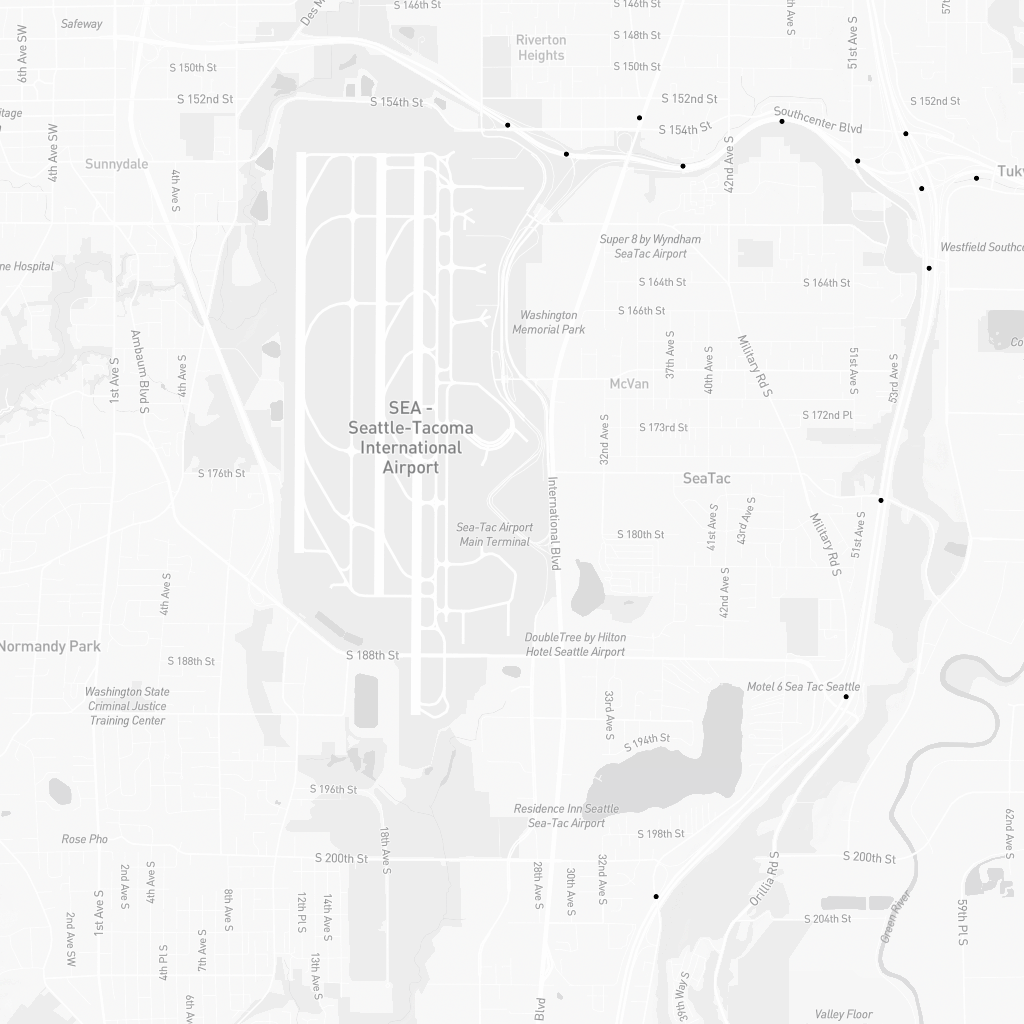 S 146th St
S 146th St
Safeway
S 148th St
Riverton
Heights
6th Ave SW
51st Ave S
S 150th St
S 150th St
S 152nd St
S 154th St
S 152nd St
S 152nd St
Southcenter Blvd
S 154th St
4th Ave SW
Sunnydale
42nd Ave S
4th Ave S
Super 8 by Wyndham
SeaTac Airport
S 164th St
S 164th St
S 166th St
Washington
Memorial Park
Ambaum Blvd S
1st Ave S
4th Ave S
37th Ave S
40th Ave S
Military Rd S
51st Ave S
53rd Ave S
McVan
SEA -
Seattle-Tacoma
International
Airport
S 172nd Pl
S 173rd St
32nd Ave S
S 176th St
SeaTac
International Blvd
Sea-Tac Airport
Main Terminal
S 180th St
41st Ave S
43rd Ave S
Military Rd S
51st Ave S
4th Ave S
42nd Ave S
Normandy Park
DoubleTree by Hilton
Hotel Seattle Airport
S 188th St
S 188th St
Washington State
Criminal Justice
Training Center
Motel 6 Sea Tac Seattle
33rd Ave S
S 194th St
S 196th St
Residence Inn Seattle
Sea-Tac Airport
S 198th St
Rose Pho
18th Ave S
62nd Ave S
S 200th St
S 200th St
2nd Ave S
4th Ave S
28th Ave S
30th Ave S
32nd Ave S
Orillia Rd S
1st Ave S
2nd Ave SW
8th Ave S
12th Pl S
14th Ave S
Green River
59th Pl S
S 204th St
4th Pl S
7th Ave S
13th Ave S
39th Way S
Blvd
Valley Floor